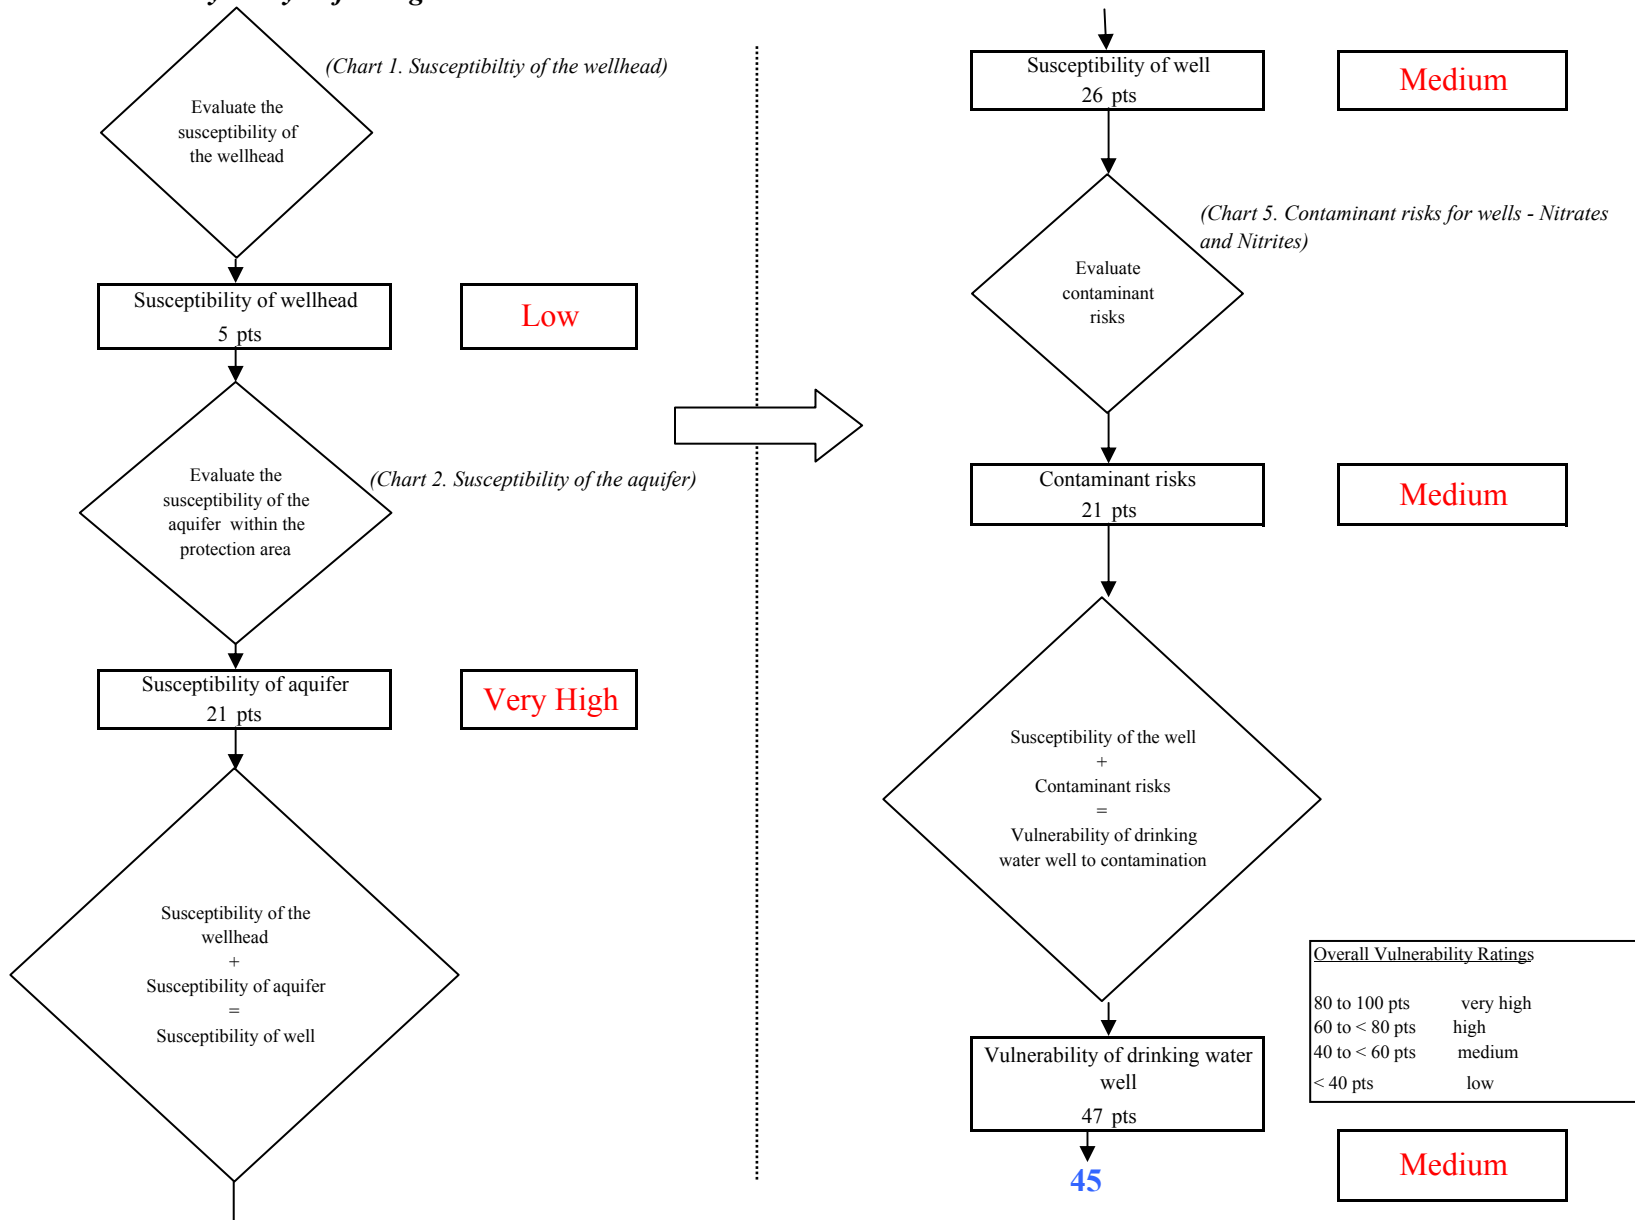 (Chart 1. Susceptibiltiy of the wellhead)
Evaluate the
susceptibility of
the wellhead
Susceptibility of wellhead
5 pts
Low
(Chart 2. Susceptibility of the aquifer)
Evaluate the
susceptibility of the
aquifer within the
protection area
Susceptibility of aquifer
21 pts
Very High
Susceptibility of the
wellhead
+
Susceptibility of aquifer
=
Susceptibility of well
Susceptibility of well
26 pts
Medium
(Chart 5. Contaminant risks for wells - Nitrates
and Nitrites)
Evaluate
contaminant
risks
Contaminant risks
21 pts
Medium
Susceptibility of the well
+
Contaminant risks
=
Vulnerability of drinking
water well to contamination
Overall Vulnerability Ratings
80 to 100 pts very high
60 to < 80 pts high
40 to < 60 pts medium
< 40 pts low
Vulnerability of drinking water
well
47 pts
45
Medium